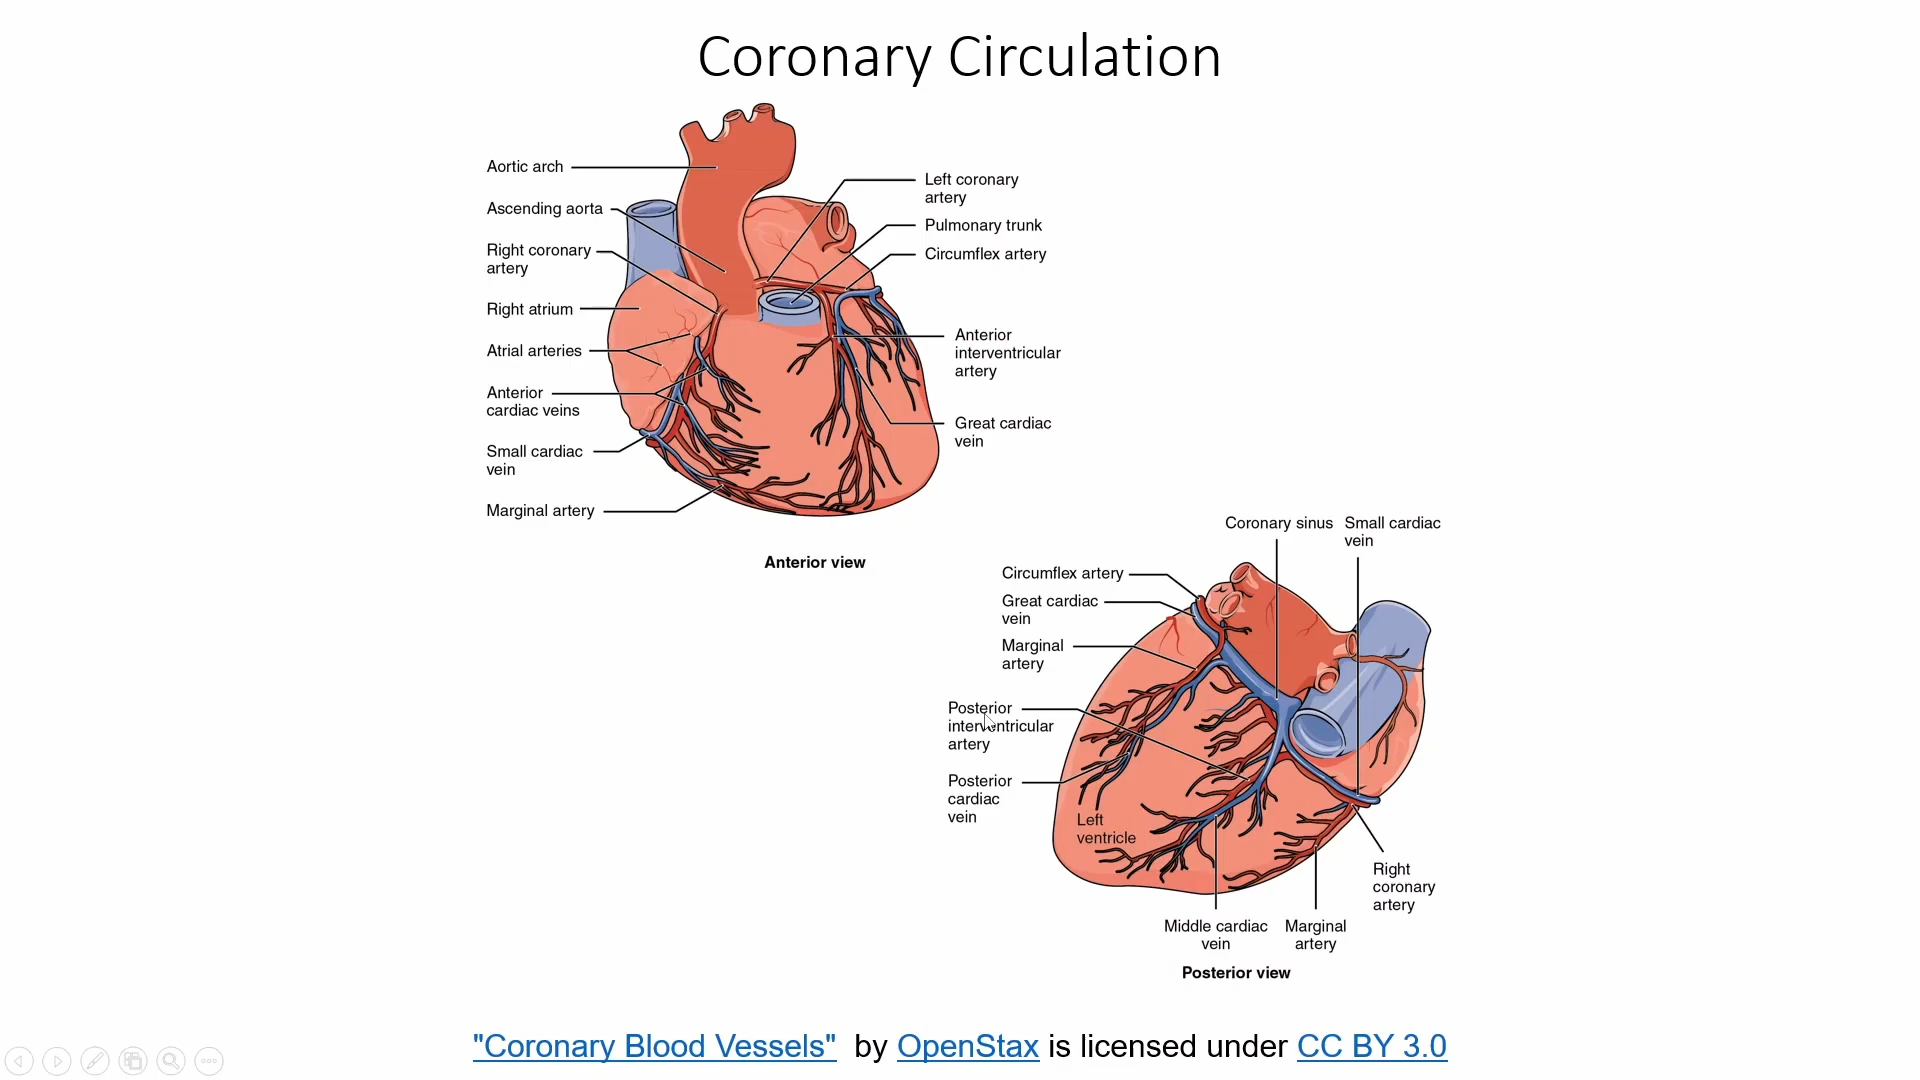 Coronary Circulation
Aortic arch
Ascending aorta
Right coronary
artery
Right atrium
Atrial arteries
Anterior
cardiac veins
Small cardiac
vein
Marginal artery
Left coronary
artery
Pulmonary trunk
Circumflex artery
Anterior
interventricular
artery
Great cardiac
vein
Anterior view
Coronary sinus
Small cardiac
vein
Circumflex artery
Great cardiac
vein
Marginal
artery
Posterior
interventricular
artery
Posterior
cardiac
vein
Left
ventricle
Right
coronary
artery
Middle cardiac
vein
Marginal
artery
Posterior view
"Coronary Blood Vessels" by OpenStax is licensed under CC BY 3.0